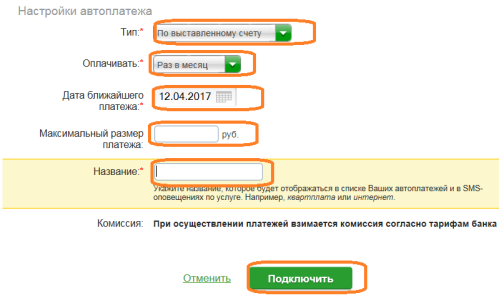 Настройки автоплатежа
Тип:* По выставленному счету
Оплачивать:* Раз в месяц
Дата ближайшего
платежа:* 12.04.2017
Максимальный размер
платежа: руб.
Название:*
Укажите название, которое будет отображаться в списке Ваших автоплатежей и в SMS-
оповещениях по услуге. Например, квартплата или интернет.
Комиссия: При осуществлении платежей взимается комиссия согласно тарифам банка
Отменить Подключить